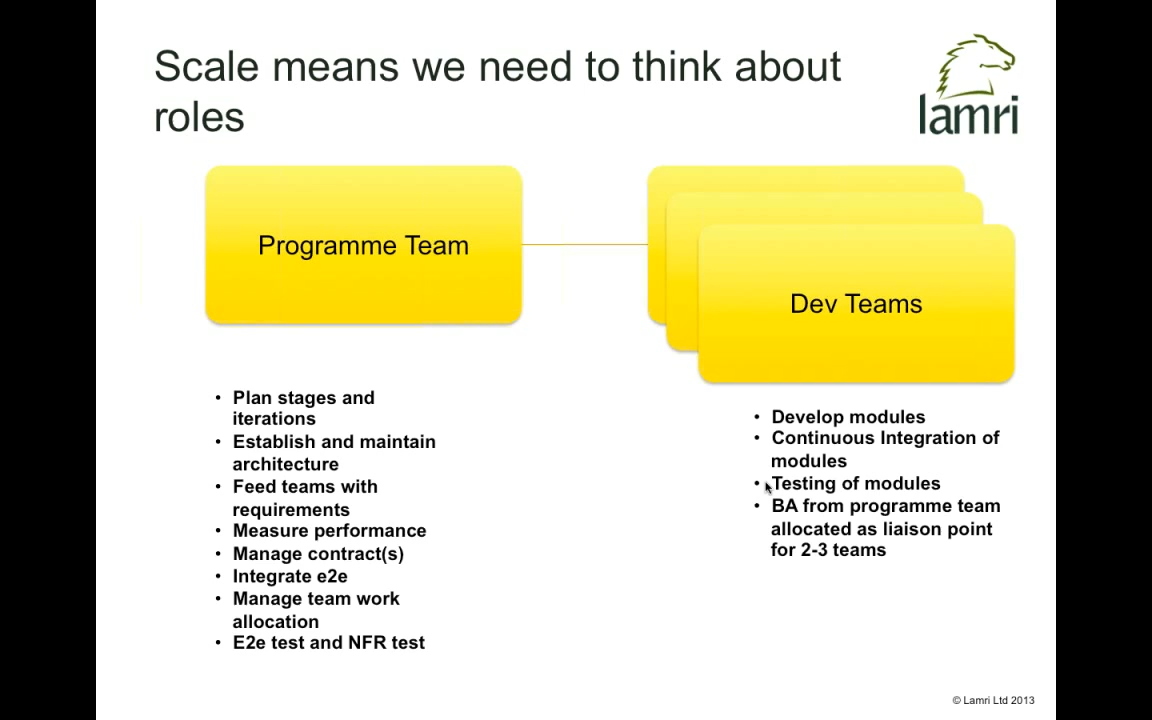 Scale means we need to think about
roles
lamri
Programme Team
Dev Teams
• Plan stages and
iterations
• Establish and maintain
architecture
• Feed teams with
requirements
• Measure performance
• Manage contract(s)
• Integrate e2e
• Manage team work
allocation
• E2e test and NFR test
• Develop modules
• Continuous Integration of
modules
• Testing of modules
• BA from programme team
allocated as liaison point
for 2-3 teams
© Lamri Ltd 2013